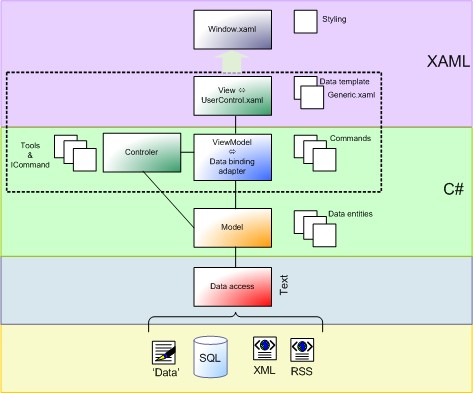 Window.xaml
Styling
XAML
View ⇔
UserControl.xaml
Data template
Generic.xaml
Tools
&
ICommand
Controler
ViewModel
⇔
Data binding
adapter
Commands
C#
Model
Data entities
Data access
Text
'Data'
SQL
XML
RSS